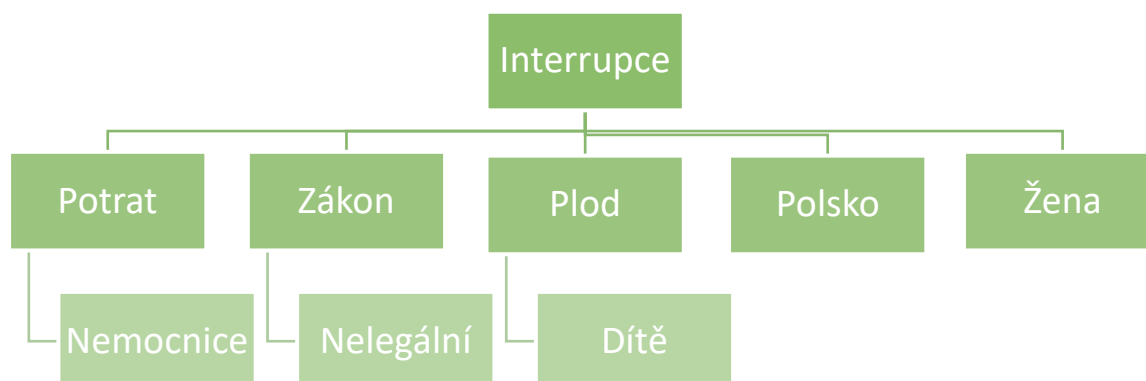 Interrupce
Potrat
Zákon
Plod
Polsko
Žena
Nemocnice
Nelegální
Dítě